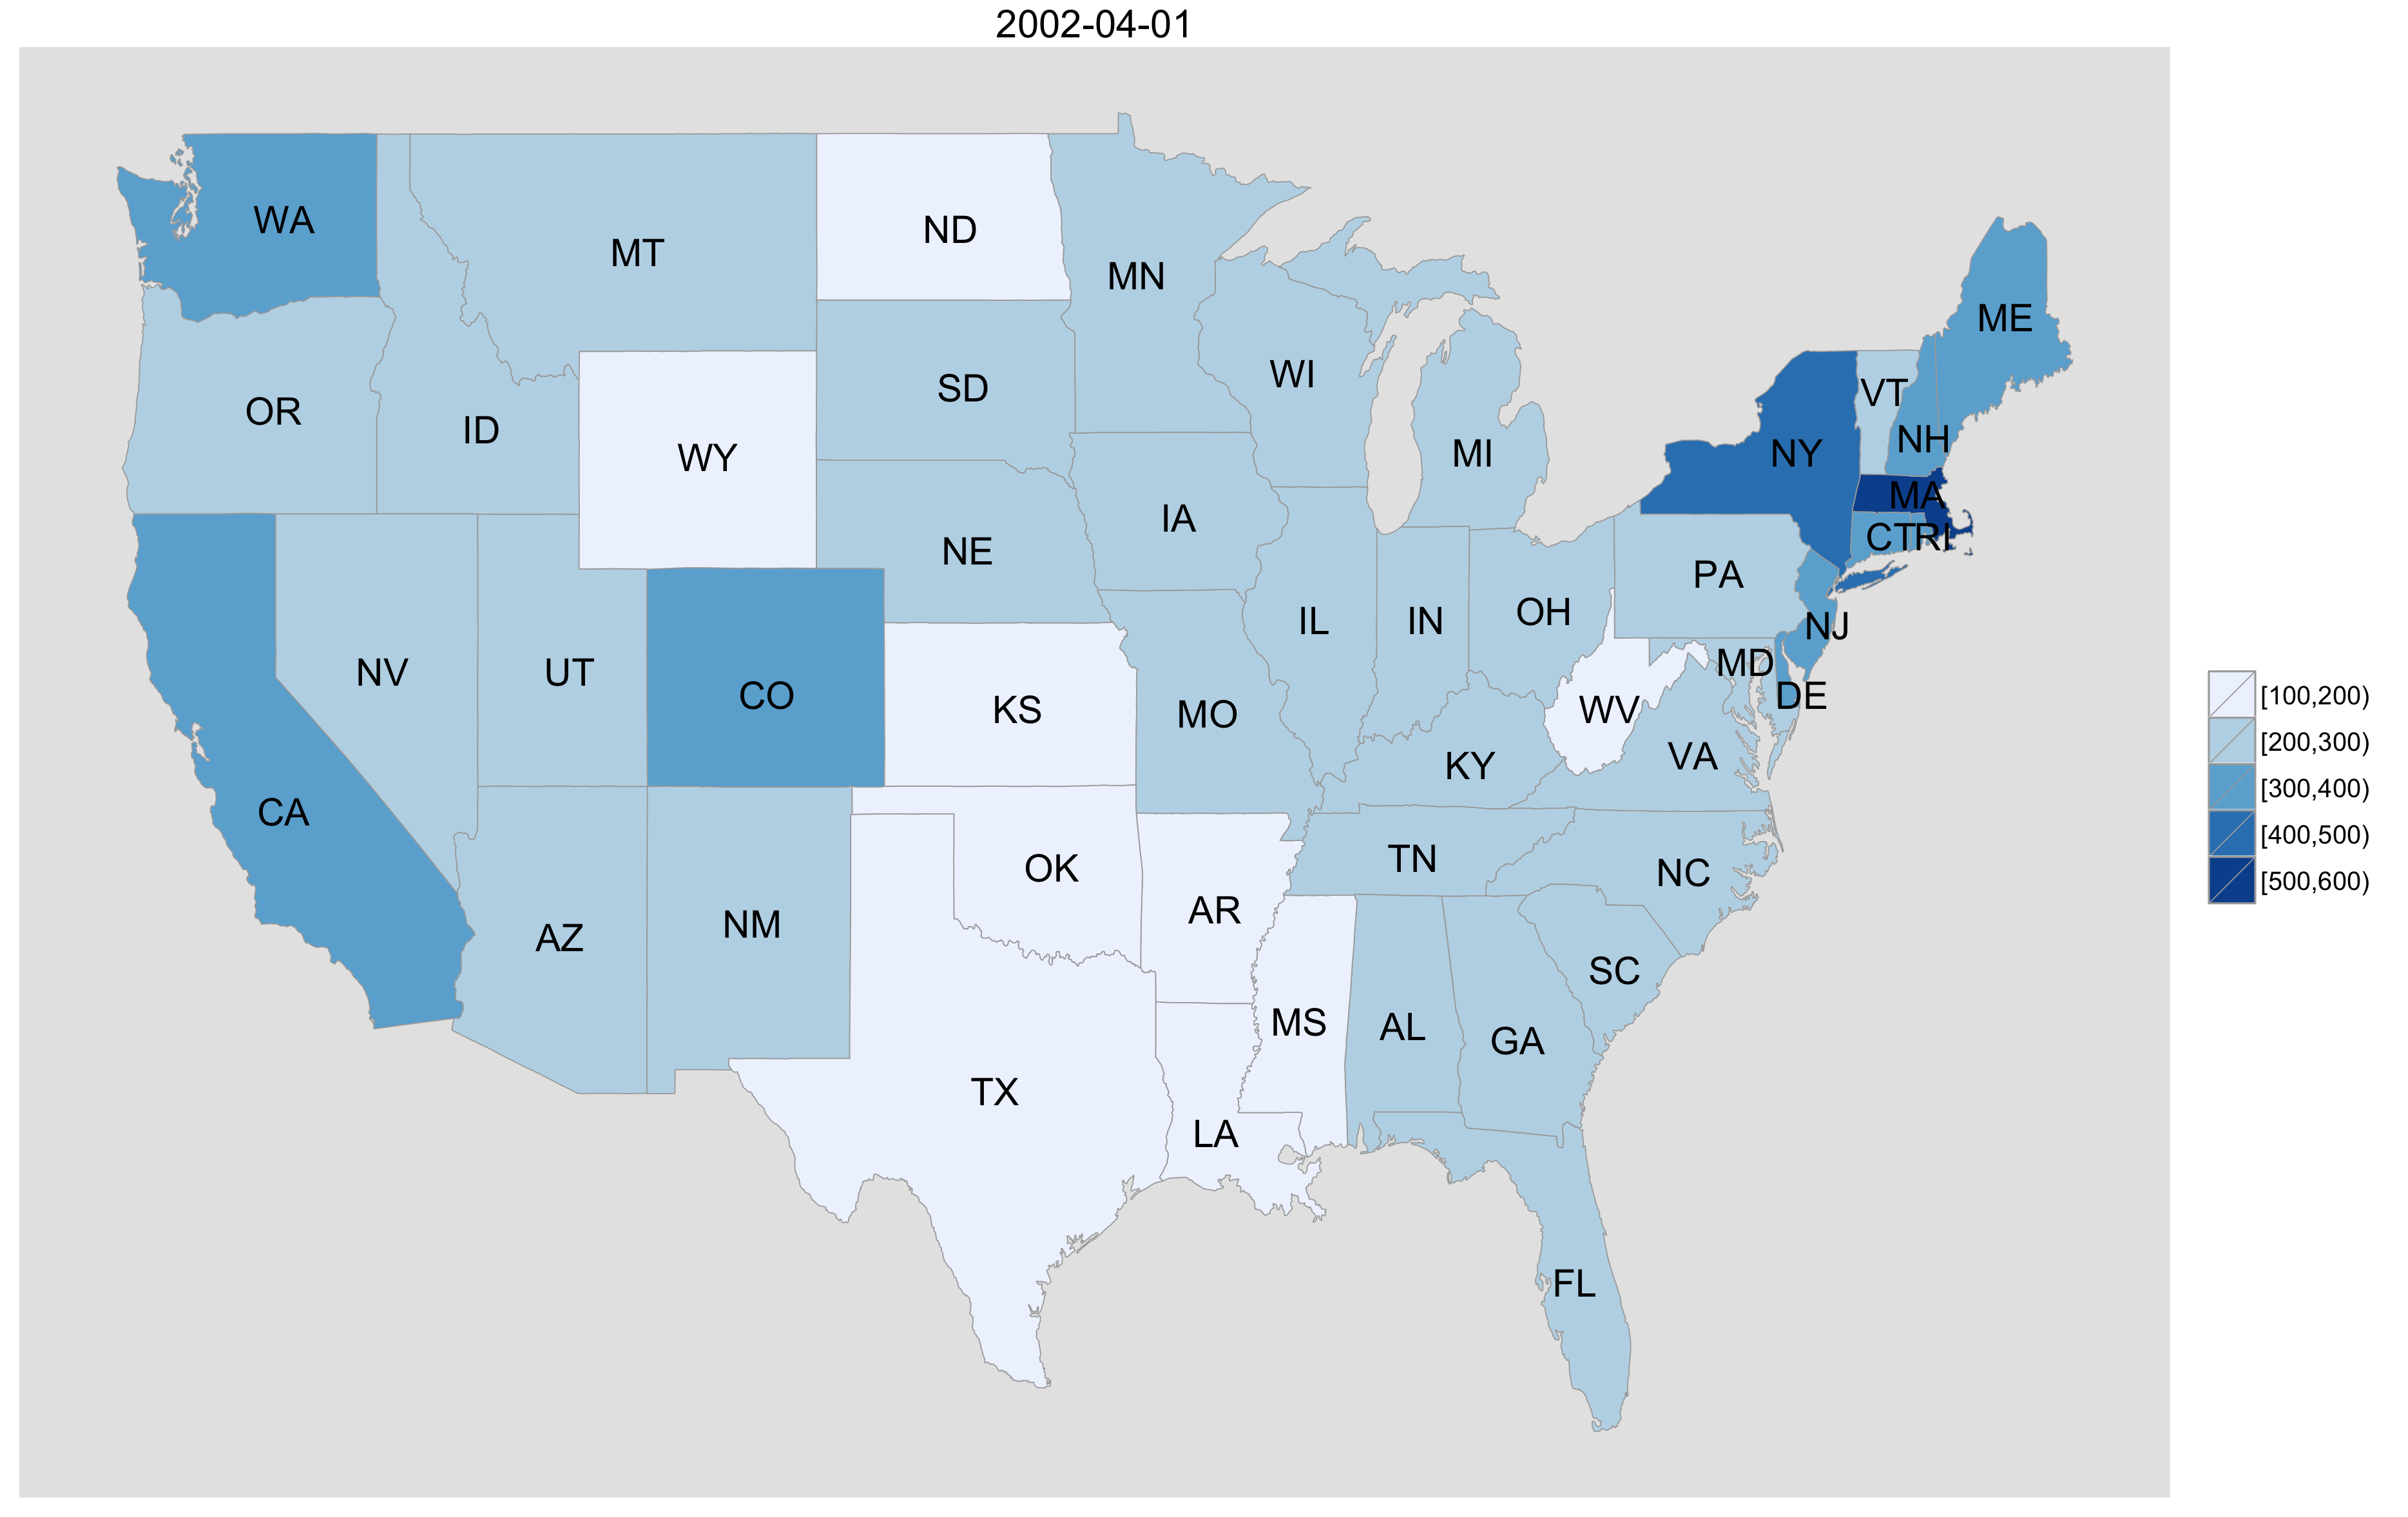 2002-04-01
WA
MT
ND
MN
ME
OR
ID
WY
SD
WI
MI
NY
VT
NH
MA
CT
RI
NE
IA
PA
NJ
NV
UT
CO
KS
MO
IL
IN
OH
MD
DE
WV
VA
KY
CA
AZ
NM
OK
AR
TN
NC
SC
MS
AL
GA
TX
LA
FL
[100,200)
[200,300)
[300,400)
[400,500)
[500,600)